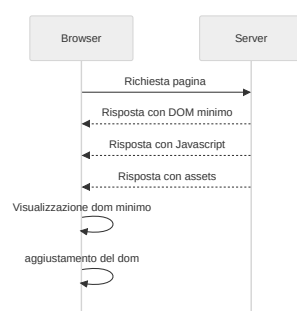 Browser
Server
Richiesta pagina
Risposta con DOM minimo
Risposta con Javascript
Risposta con assets
Visualizzazione dom minimo
aggiustamento del dom